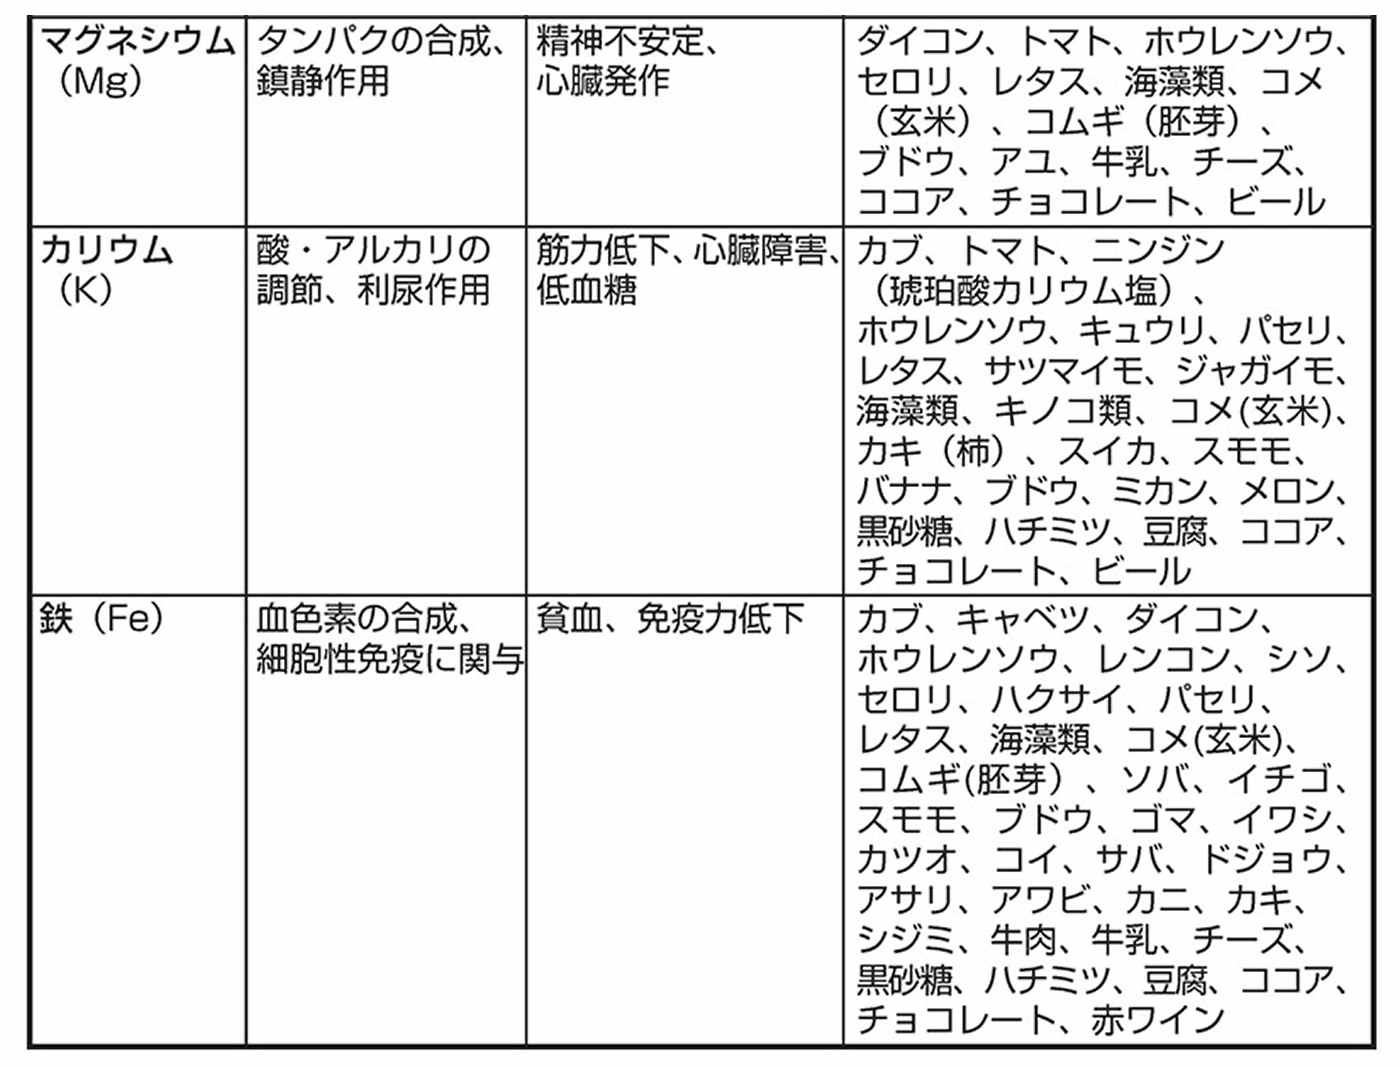 マグネシウム
（Mg）
タンパクの合成、
鎮静作用
精神不安定、
心臓発作
ダイコン、トマト、ホウレンソウ、
セロリ、レタス、海藻類、コメ
（玄米）、コムギ（胚芽）、
ブドウ、アユ、牛乳、チーズ、
ココア、チョコレート、ビール
カリウム
（K）
酸・アルカリの
調節、利尿作用
筋力低下、心臓障害、
低血糖
カブ、トマト、ニンジン
（琥珀酸カリウム塩）、
ホウレンソウ、キュウリ、パセリ、
レタス、サツマイモ、ジャガイモ、
海藻類、キノコ類、コメ(玄米)、
カキ（柿）、スイカ、スモモ、
バナナ、ブドウ、ミカン、メロン、
黒砂糖、ハチミツ、豆腐、ココア、
チョコレート、ビール
鉄（Fe）
血色素の合成、
細胞性免疫に関与
貧血、免疫力低下
カブ、キャベツ、ダイコン、
ホウレンソウ、レンコン、シソ、
セロリ、ハクサイ、パセリ、
レタス、海藻類、コメ(玄米)、
コムギ(胚芽）、ソバ、イチゴ、
スモモ、ブドウ、ゴマ、イワシ、
カツオ、コイ、サバ、ドジョウ、
アサリ、アワビ、カニ、カキ、
シジミ、牛肉、牛乳、チーズ、
黒砂糖、ハチミツ、豆腐、ココア、
チョコレート、赤ワイン